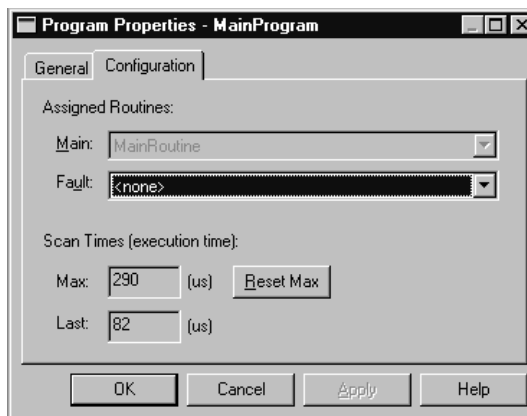 Program Properties - MainProgram
General Configuration
Assigned Routines:
Main: MainRoutine
Fault: <none>
Scan Times (execution time):
Max: 290 (us) Reset Max
Last: 82 (us)
OK Cancel Apply Help